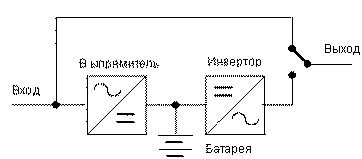 Выход
Выпрямитель
Инвертор
Вход
Батарея